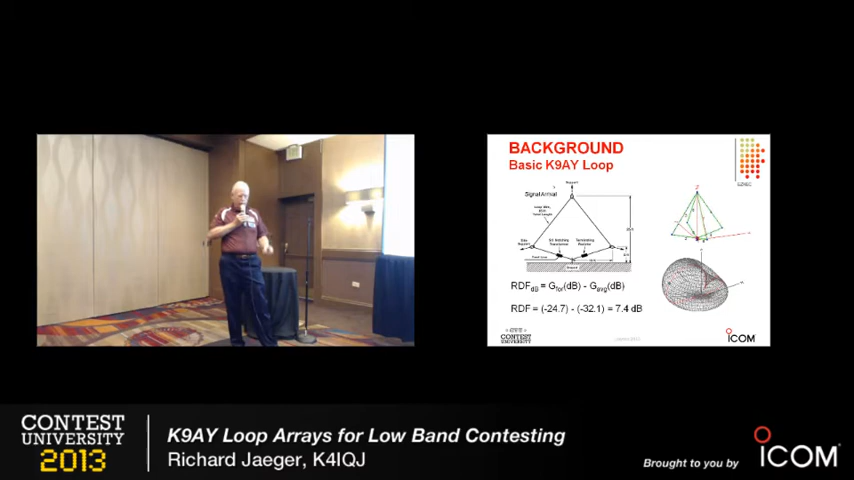 BACKGROUND
Basic K9AY Loop
Signal Arrival
RDFdB = Gfor(dB) - Gavg(dB)
RDF = (-24.7) - (-32.1) = 7.4 dB
CONTEST
UNIVERSITY
ICOM
CONTEST
UNIVERSITY
2013
K9AY Loop Arrays for Low Band Contesting
Richard Jaeger, K4IQJ
Brought to you by
ICOM